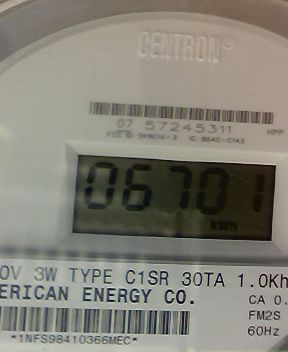 CENTRON®
07 57245311
HPP
06701
kWh
0V 3W TYPE C1SR 30TA 1.0Kh
ERICAN ENERGY CO.
CA 0.
FM2S
60Hz
*1NFS98410366MEC*